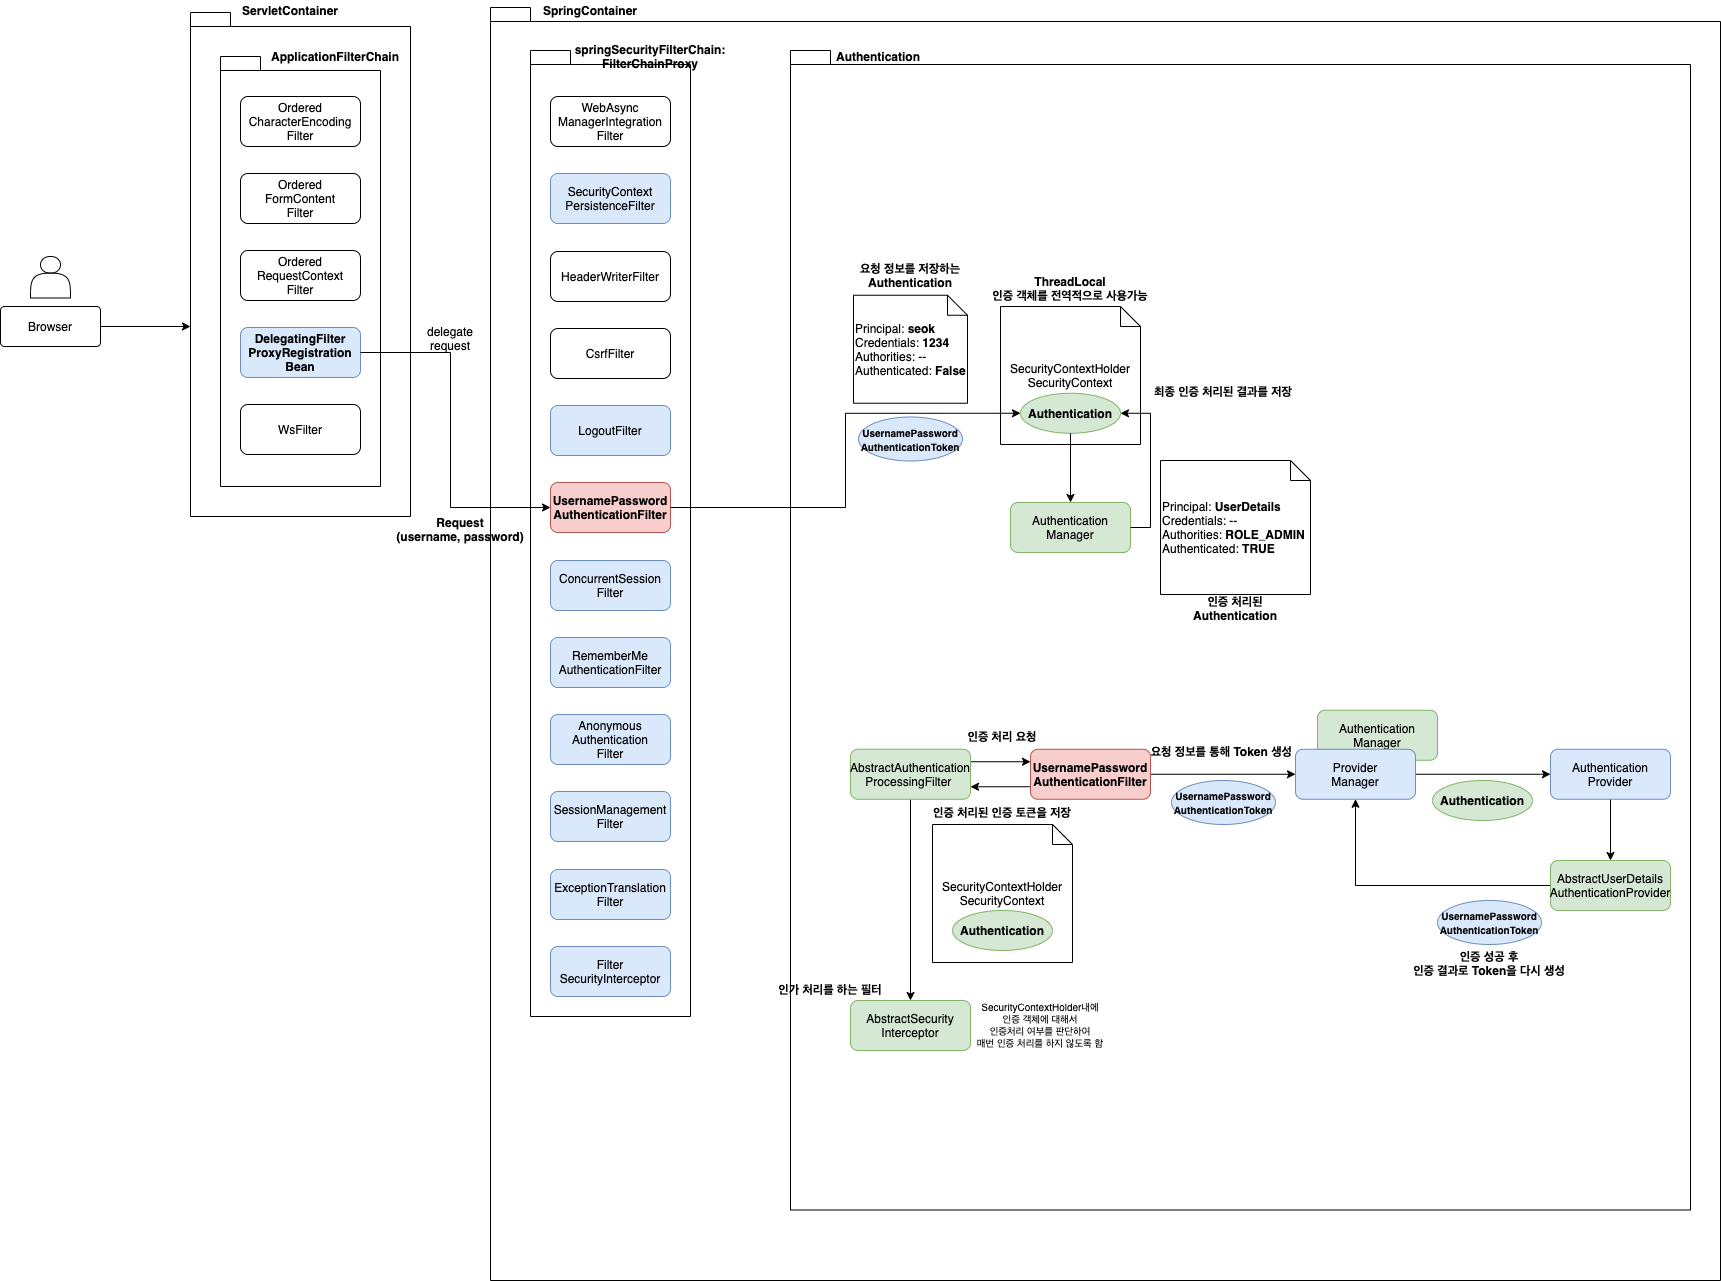 ServletContainer
ApplicationFilterChain
Ordered
CharacterEncoding
Filter
Ordered
FormContent
Filter
Ordered
RequestContext
Filter
DelegatingFilter
ProxyRegistration
Bean
WsFilter
Browser
delegate
request
Request
(username, password)
SpringContainer
springSecurityFilterChain:
FilterChainProxy
WebAsync
ManagerIntegration
Filter
SecurityContext
PersistenceFilter
HeaderWriterFilter
CsrfFilter
LogoutFilter
UsernamePassword
AuthenticationFilter
ConcurrentSession
Filter
RememberMe
AuthenticationFilter
Anonymous
Authentication
Filter
SessionManagement
Filter
ExceptionTranslation
Filter
Filter
SecurityInterceptor
Authentication
요청 정보를 저장하는
Authentication
Principal: seok
Credentials: 1234
Authorities: --
Authenticated: False
ThreadLocal
인증 객체를 전역적으로 사용가능
SecurityContextHolder
SecurityContext
Authentication
UsernamePassword
AuthenticationToken
최종 인증 처리된 결과를 저장
Authentication
Manager
Principal: UserDetails
Credentials: --
Authorities: ROLE_ADMIN
Authenticated: TRUE
인증 처리된
Authentication
AbstractAuthentication
ProcessingFilter
인증 처리 요청
UsernamePassword
AuthenticationFilter
요청 정보를 통해 Token 생성
UsernamePassword
AuthenticationToken
Authentication
Manager
Provider
Manager
Authentication
Authentication
Provider
AbstractUserDetails
AuthenticationProvider
UsernamePassword
AuthenticationToken
인증 성공 후
인증 결과로 Token을 다시 생성
인증 처리된 인증 토큰을 저장
SecurityContextHolder
SecurityContext
Authentication
인가 처리를 하는 필터
AbstractSecurity
Interceptor
SecurityContextHolder내에
인증 객체에 대해서
인증처리 여부를 판단하여
매번 인증 처리를 하지 않도록 함